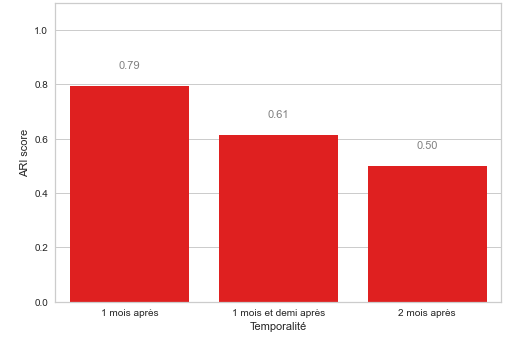 1.0
0.8
0.6
0.4
0.2
0.0
ARI score
0.79
0.61
0.50
1 mois après
1 mois et demi après
2 mois après
Temporalité